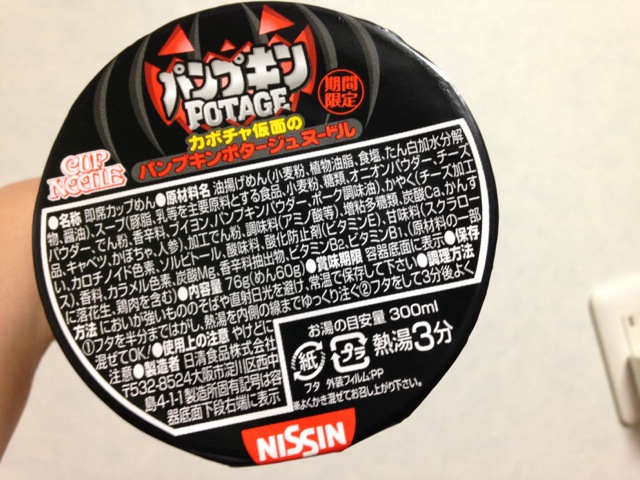 パンプキン
POTAGE
期間
限定
カボチャ仮面の
パンプキンポタージュヌードル
CUP
NOODLE
●名称 即席カップめん●原材料名 油揚げめん(小麦粉、植物油脂、食塩、たん白加水分解
物、醤油)、スープ(豚脂、乳等を主要原料とする食品、小麦粉、糖類、オニオンパウダー、チーズ
パウダー、でん粉、香辛料、ブイヨン、パンプキンパウダー、ポーク調味油)、かやく(チーズ加工
品、キャベツ、かぼちゃ、人参)、加工でん粉、調味料(アミノ酸等)、増粘多糖類、炭酸Ca、かんす
い、カロチノイド色素、ソルビトール、酸味料、酸化防止剤(ビタミンE)、甘味料(スクラロー
ス)、香料、カラメル色素、炭酸Mg、香辛料抽出物、ビタミンB2、ビタミンB1、(原材料の一部
に落花生、鶏肉を含む)●内容量 76g(めん60g)●賞味期限 容器底面に表示●保存
方法 においが強いもののそばや直射日光を避け、常温で保存して下さい●調理方法
①フタを半分まではがし、熱湯を内側の線までゆっくり注ぐ②フタをして3分後よく
混ぜてOK!●使用上の注意 やけどに
注意●製造者 日清食品株式会社
〒532-8524大阪市淀川区西中
島4-1-1 製造所固有記号は容
器底面下段右端に表示
お湯の目安量 300ml
紙
プラ
熱湯3分
フタ 外装フィルム:PP
※よくかき混ぜてお召し上がり下さい。
NISSIN